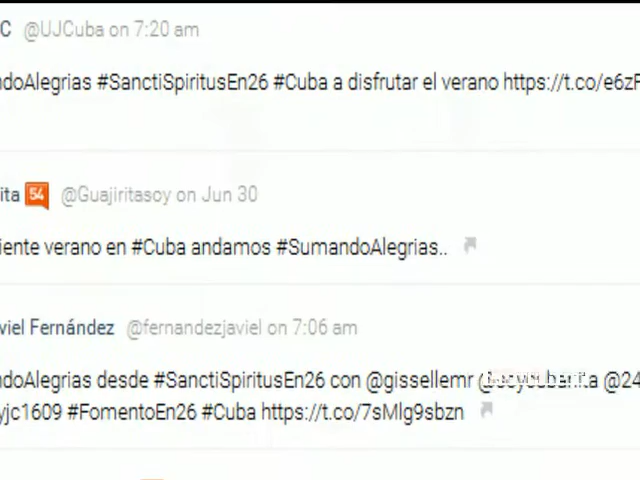 C @UJCuba on 7:20 am
ndoAlegrias #SanctiSpiritusEn26 #Cuba a disfrutar el verano https://t.co/e6zF
ita 54 @Guajiritasoy on Jun 30
iente verano en #Cuba andamos #SumandoAlegrias..
viel Fernández @fernandezjaviel on 7:06 am
ndoAlegrias desde #SanctiSpiritusEn26 con @gissellemr @24
yjc1609 #FomentoEn26 #Cuba https://t.co/7sMlg9sbzn